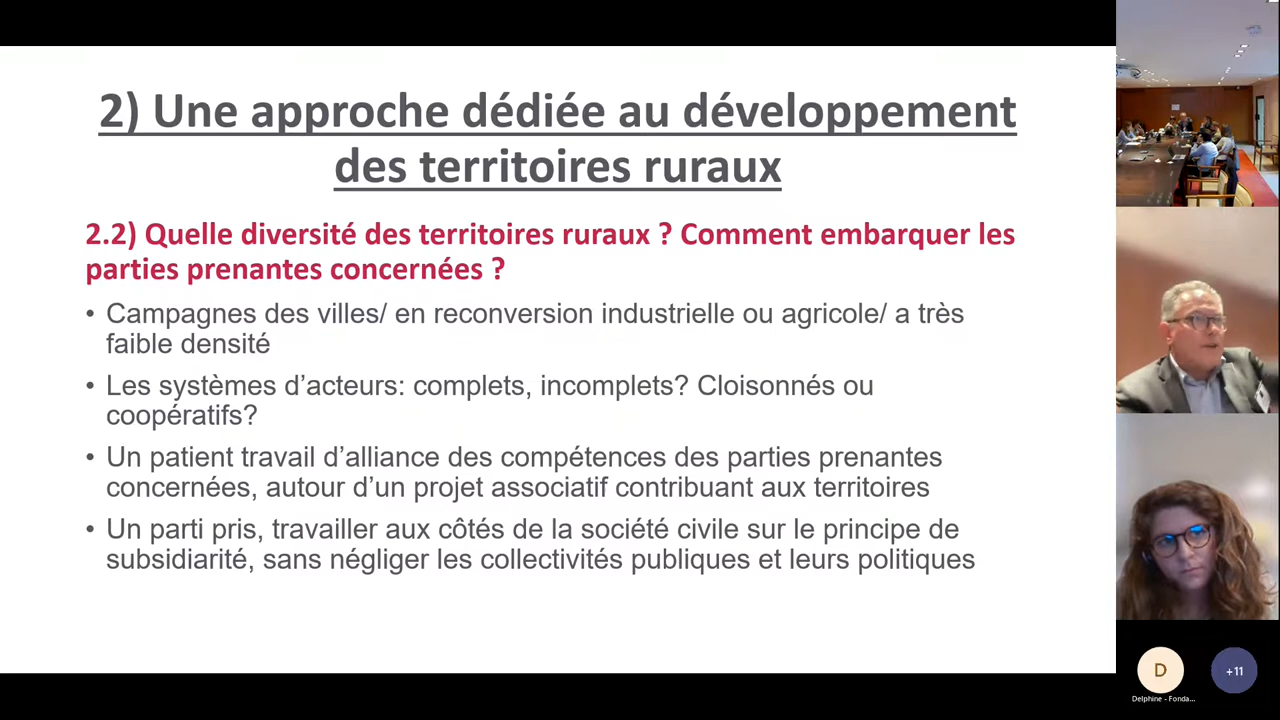 2) Une approche dédiée au développement
des territoires ruraux
2.2) Quelle diversité des territoires ruraux ? Comment embarquer les
parties prenantes concernées ?
• Campagnes des villes/ en reconversion industrielle ou agricole/ a très
faible densité
• Les systèmes d’acteurs: complets, incomplets? Cloisonnés ou
coopératifs?
• Un patient travail d’alliance des compétences des parties prenantes
concernées, autour d’un projet associatif contribuant aux territoires
• Un parti pris, travailler aux côtés de la société civile sur le principe de
subsidiarité, sans négliger les collectivités publiques et leurs politiques
D
+11
Delphine - Fonda...